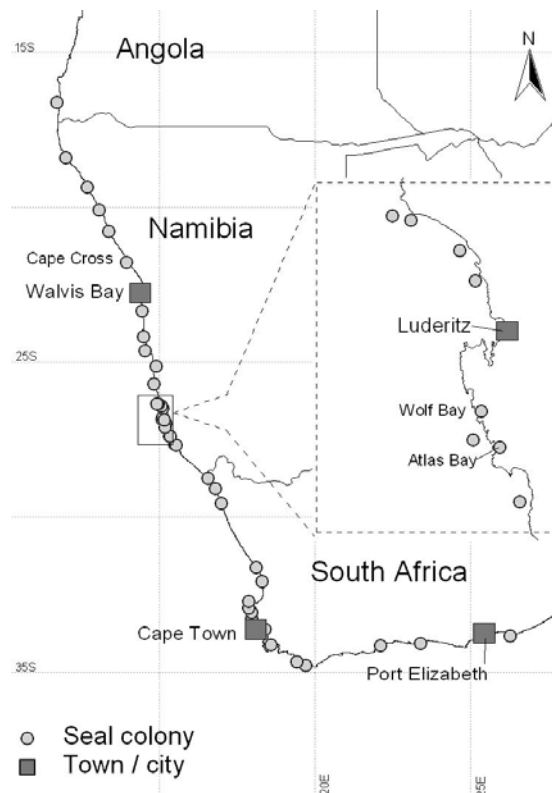 Angola
N
15S
Namibia
Cape Cross
Walvis Bay
Luderitz
25S
Wolf Bay
Atlas Bay
South Africa
Cape Town
Port Elizabeth
35S
Seal colony
Town / city
20E
25E